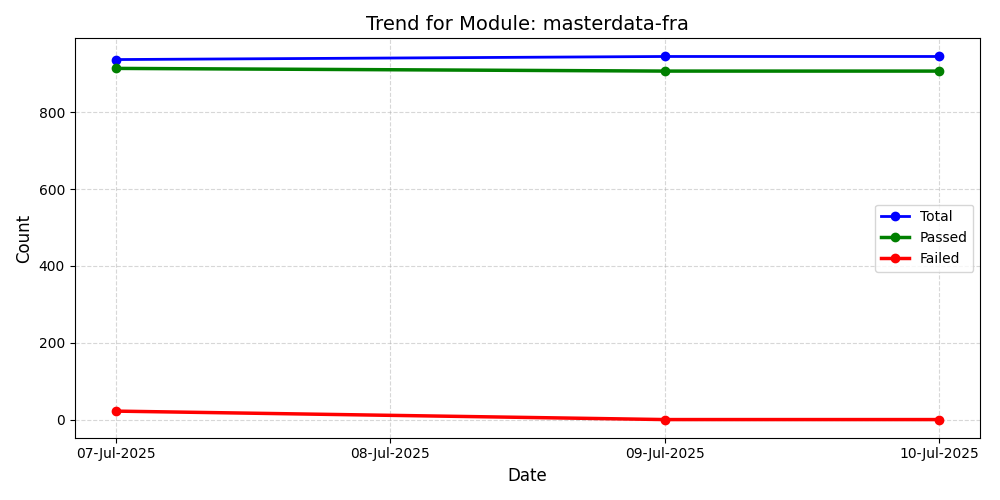 Trend for Module: masterdata-fra
Count
800
600
400
200
0
Total
Passed
Failed
07-Jul-2025
08-Jul-2025
09-Jul-2025
10-Jul-2025
Date